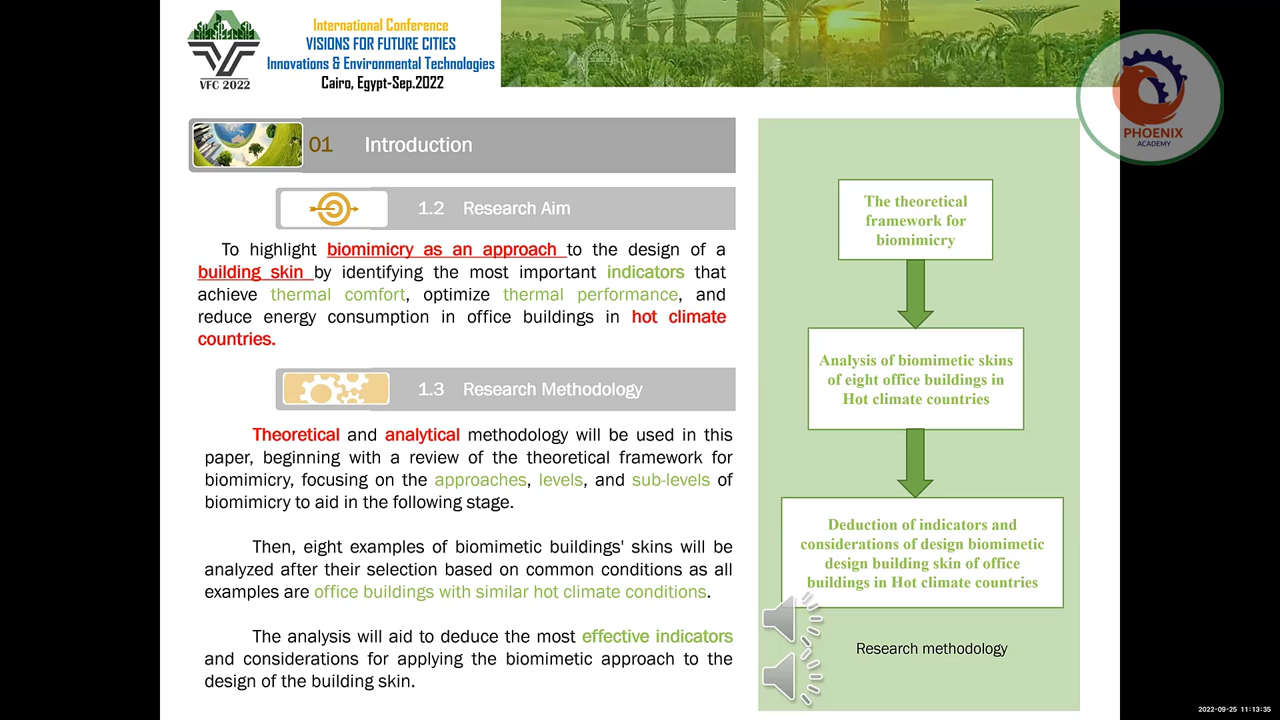 International Conference
VISIONS FOR FUTURE CITIES
Innovations & Environmental Technologies
Cairo, Egypt-Sep.2022
VFC 2022
PHOENIX
ACADEMY
01 Introduction
1.2 Research Aim
To highlight biomimicry as an approach to the design of a
building skin by identifying the most important indicators that
achieve thermal comfort, optimize thermal performance, and
reduce energy consumption in office buildings in hot climate
countries.
1.3 Research Methodology
Theoretical and analytical methodology will be used in this
paper, beginning with a review of the theoretical framework for
biomimicry, focusing on the approaches, levels, and sub-levels of
biomimicry to aid in the following stage.
Then, eight examples of biomimetic buildings' skins will be
analyzed after their selection based on common conditions as all
examples are office buildings with similar hot climate conditions.
The analysis will aid to deduce the most effective indicators
and considerations for applying the biomimetic approach to the
design of the building skin.
The theoretical
framework for
biomimicry
Analysis of biomimetic skins
of eight office buildings in
Hot climate countries
Deduction of indicators and
considerations of design biomimetic
design building skin of office
buildings in Hot climate countries
Research methodology
2022-09-25 11:13:35